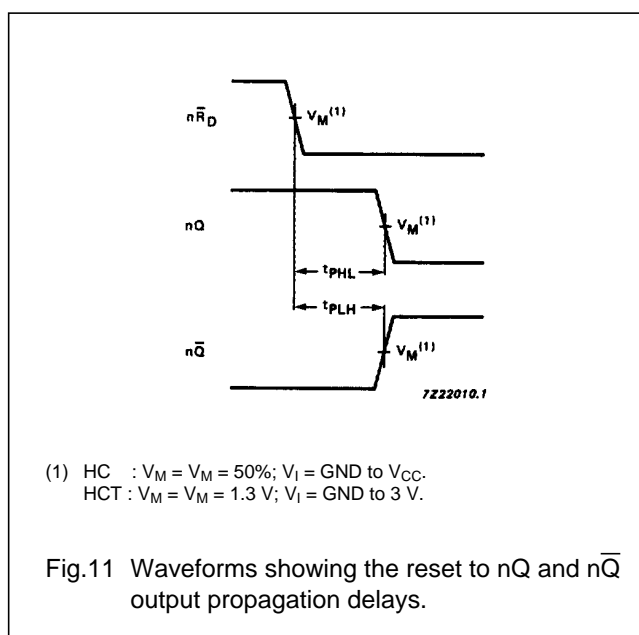 nR̅D
VM(1)
nQ
VM(1)
tPHL
tPLH
nQ̅
VM(1)
7Z22010.1
(1) HC : VM = VM = 50%; VI = GND to VCC.
HCT : VM = VM = 1.3 V; VI = GND to 3 V.
Fig.11 Waveforms showing the reset to nQ and nQ̅
output propagation delays.